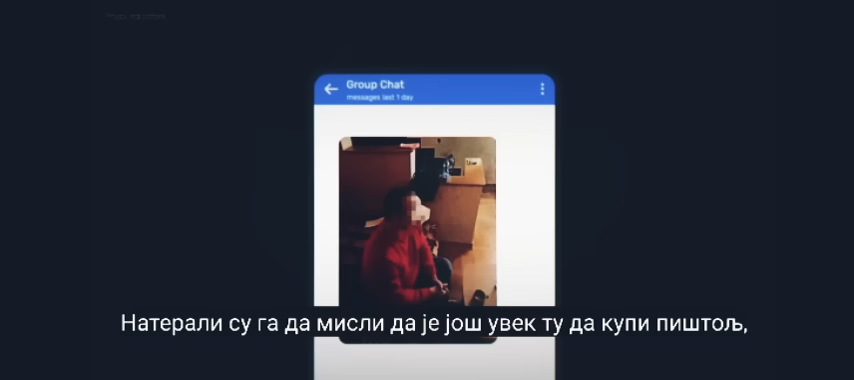 Group Chat
messages last 1 day
Натерали су га да мисли да је још увек ту да купи пиштољ,